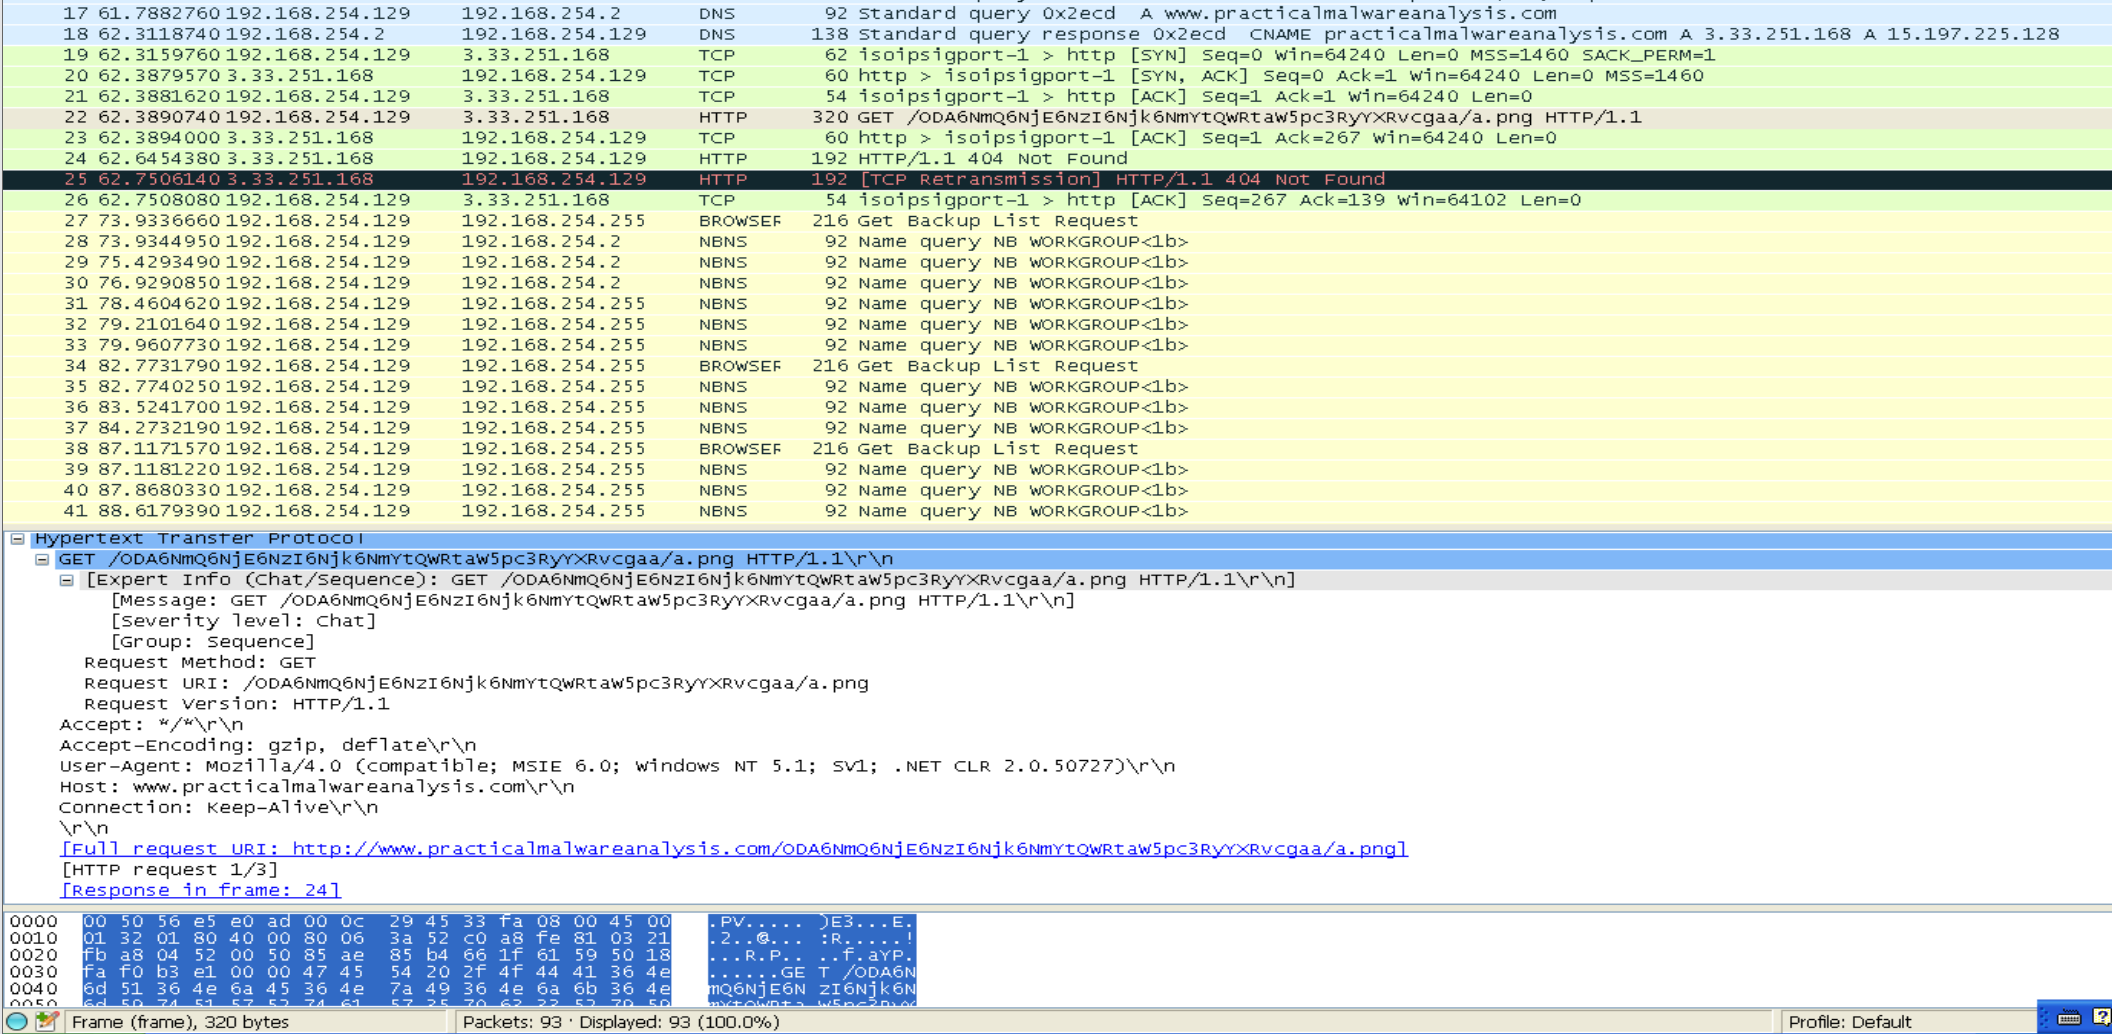 17 61.7882760 192.168.254.129 192.168.254.2 DNS 92 Standard query 0x2ecd A www.practicalmalwareanalysis.com
18 62.3118740 192.168.254.2 192.168.254.129 DNS 138 Standard query response 0x2ecd CNAME practicalmalwareanalysis.com A 3.33.251.168 A 15.197.225.128
19 62.3159760 192.168.254.129 3.33.251.168 TCP 62 isoipsigport-1 > http [SYN] Seq=0 Win=64240 Len=0 MSS=1460 SACK_PERM=1
20 62.3879570 3.33.251.168 192.168.254.129 TCP 60 http > isoipsigport-1 [SYN, ACK] Seq=0 Ack=1 Win=64240 Len=0 MSS=1460
21 62.3881620 192.168.254.129 3.33.251.168 TCP 54 isoipsigport-1 > http [ACK] Seq=1 Ack=1 Win=64240 Len=0
22 62.3890740 192.168.254.129 3.33.251.168 HTTP 320 GET /ODA6NmQ6NjE6NzI6Njk6NmYtQWRtaW5pc3RyYXRvcgaa/a.png HTTP/1.1
23 62.3894000 3.33.251.168 192.168.254.129 TCP 60 http > isoipsigport-1 [ACK] Seq=1 Ack=267 Win=64240 Len=0
24 62.6454380 3.33.251.168 192.168.254.129 HTTP 192 HTTP/1.1 404 Not Found
25 62.7506140 3.33.251.168 192.168.254.129 HTTP 192 [TCP Retransmission] HTTP/1.1 404 Not Found
26 62.7508080 192.168.254.129 3.33.251.168 TCP 54 isoipsigport-1 > http [ACK] Seq=267 Ack=139 Win=64102 Len=0
27 73.9336660 192.168.254.129 192.168.254.255 BROWSER 216 Get Backup List Request
28 73.9344950 192.168.254.129 192.168.254.2 NBNS 92 Name query NB WORKGROUP<1b>
29 75.4293490 192.168.254.129 192.168.254.2 NBNS 92 Name query NB WORKGROUP<1b>
30 76.9290850 192.168.254.129 192.168.254.2 NBNS 92 Name query NB WORKGROUP<1b>
31 78.4604620 192.168.254.129 192.168.254.255 NBNS 92 Name query NB WORKGROUP<1b>
32 79.2101640 192.168.254.129 192.168.254.255 NBNS 92 Name query NB WORKGROUP<1b>
33 79.9607730 192.168.254.129 192.168.254.255 NBNS 92 Name query NB WORKGROUP<1b>
34 82.7731790 192.168.254.129 192.168.254.255 BROWSER 216 Get Backup List Request
35 82.7740250 192.168.254.129 192.168.254.255 NBNS 92 Name query NB WORKGROUP<1b>
36 83.5241700 192.168.254.129 192.168.254.255 NBNS 92 Name query NB WORKGROUP<1b>
37 84.2732190 192.168.254.129 192.168.254.255 NBNS 92 Name query NB WORKGROUP<1b>
38 87.1171570 192.168.254.129 192.168.254.255 BROWSER 216 Get Backup List Request
39 87.1181220 192.168.254.129 192.168.254.255 NBNS 92 Name query NB WORKGROUP<1b>
40 87.8680330 192.168.254.129 192.168.254.255 NBNS 92 Name query NB WORKGROUP<1b>
41 88.6179390 192.168.254.129 192.168.254.255 NBNS 92 Name query NB WORKGROUP<1b>
Hypertext Transfer Protocol
GET /ODA6NmQ6NjE6NzI6Njk6NmYtQWRtaW5pc3RyYXRvcgaa/a.png HTTP/1.1\r\n
[Expert Info (Chat/Sequence): GET /ODA6NmQ6NjE6NzI6Njk6NmYtQWRtaW5pc3RyYXRvcgaa/a.png HTTP/1.1\r\n]
[Message: GET /ODA6NmQ6NjE6NzI6Njk6NmYtQWRtaW5pc3RyYXRvcgaa/a.png HTTP/1.1\r\n]
[Severity level: Chat]
[Group: Sequence]
Request Method: GET
Request URI: /ODA6NmQ6NjE6NzI6Njk6NmYtQWRtaW5pc3RyYXRvcgaa/a.png
Request Version: HTTP/1.1
Accept: */*\r\n
Accept-Encoding: gzip, deflate\r\n
User-Agent: Mozilla/4.0 (compatible; MSIE 6.0; Windows NT 5.1; SV1; .NET CLR 2.0.50727)\r\n
Host: www.practicalmalwareanalysis.com\r\n
Connection: Keep-Alive\r\n
\r\n
[Full request URI: http://www.practicalmalwareanalysis.com/ODA6NmQ6NjE6NzI6Njk6NmYtQWRtaW5pc3RyYXRvcgaa/a.png]
[HTTP request 1/3]
[Response in frame: 24]
0000 00 50 56 e5 e0 ad 00 0c 29 45 33 fa 08 00 45 00 .PV..... )E3...E.
0010 01 32 01 80 40 00 80 06 3a 52 c0 a8 fe 81 03 21 .2..@... :R.....!
0020 fb a8 04 52 00 50 85 ae 85 b4 66 1f 61 59 50 18 ...R.P.. ..f.aYP.
0030 fa f0 b3 e1 00 00 47 45 54 20 2f 4f 44 41 36 4e ......GE T /ODA6N
0040 6d 51 36 4e 6a 45 36 4e 7a 49 36 4e 6a 6b 36 4e mQ6NjE6N zI6Njk6N
0050 6d 59 74 51 57 52 74 61 57 35 70 63 33 52 79 59 mYtQWRta W5pc3RyY
Frame (frame), 320 bytes Packets: 93 · Displayed: 93 (100.0%) Profile: Default